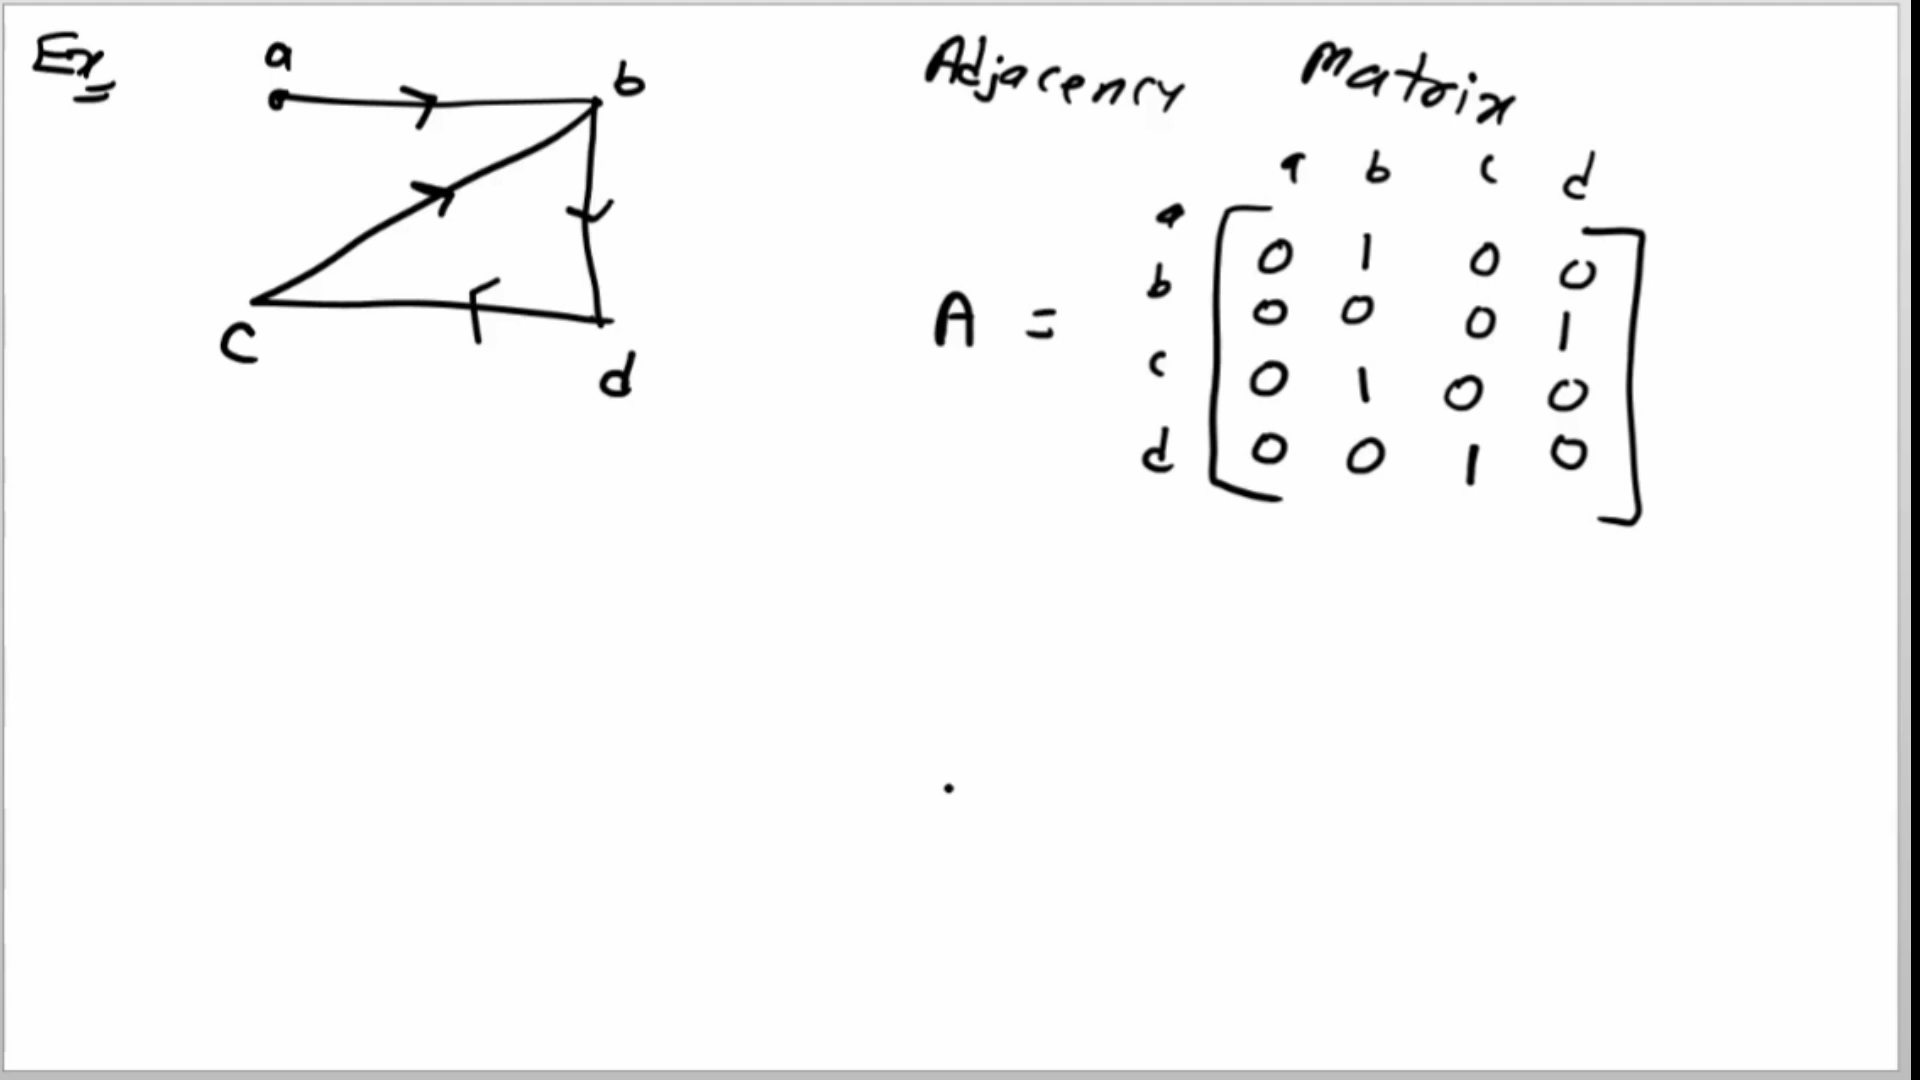 Ex
a
b
c
d
Adjacency Matrix
a b c d
A =
a 0 1 0 0
b 0 0 0 1
c 0 1 0 0
d 0 0 1 0